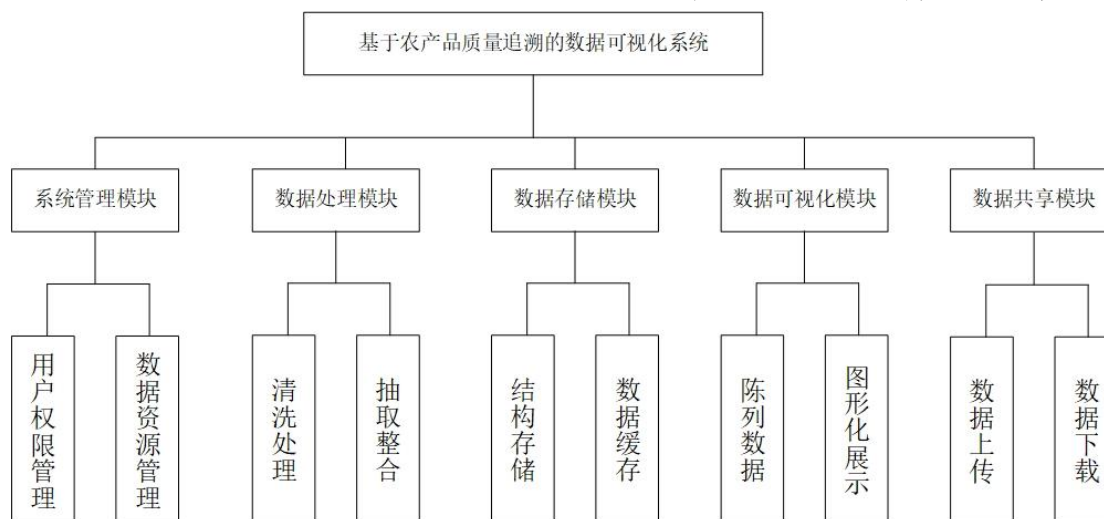 基于农产品质量追溯的数据可视化系统
系统管理模块
数据处理模块
数据存储模块
数据可视化模块
数据共享模块
用户权限管理
数据资源管理
清洗处理
抽取整合
结构存储
数据缓存
陈列数据
图形化展示
数据上传
数据下载